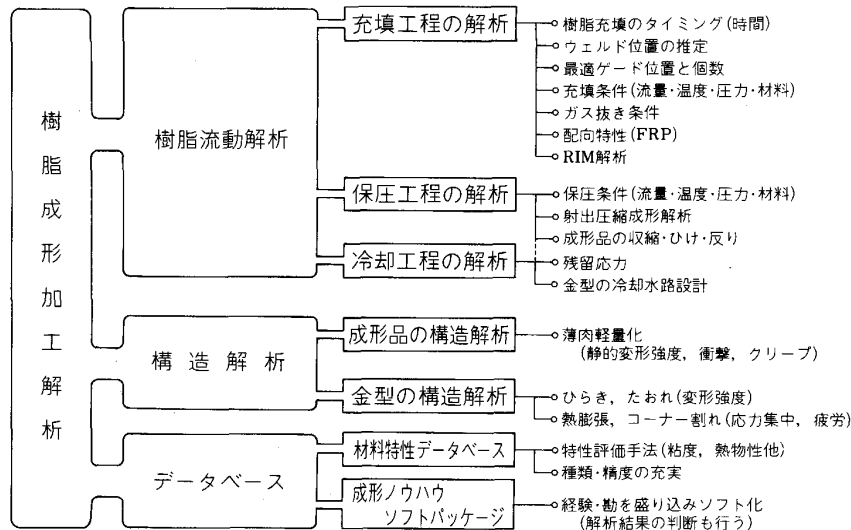 樹脂成形加工解析
樹脂流動解析
充填工程の解析
樹脂充填のタイミング(時間)
ウェルド位置の推定
最適ゲート位置と個数
充填条件(流量・温度・圧力・材料)
ガス抜き条件
配向特性(FRP)
RIM解析
保圧工程の解析
保圧条件(流量・温度・圧力・材料)
射出圧縮成形解析
成形品の収縮・ひけ・反り
冷却工程の解析
残留応力
金型の冷却水路設計
構造解析
成形品の構造解析
薄肉軽量化
(静的変形強度, 衝撃, クリープ)
金型の構造解析
ひらき, たおれ(変形強度)
熱膨張, コーナー割れ(応力集中, 疲労)
データベース
材料特性データベース
特性評価手法(粘度, 熱物性他)
種類・精度の充実
成形ノウハウ
ソフトパッケージ
経験・勘を盛り込みソフト化
(解析結果の判断も行う)